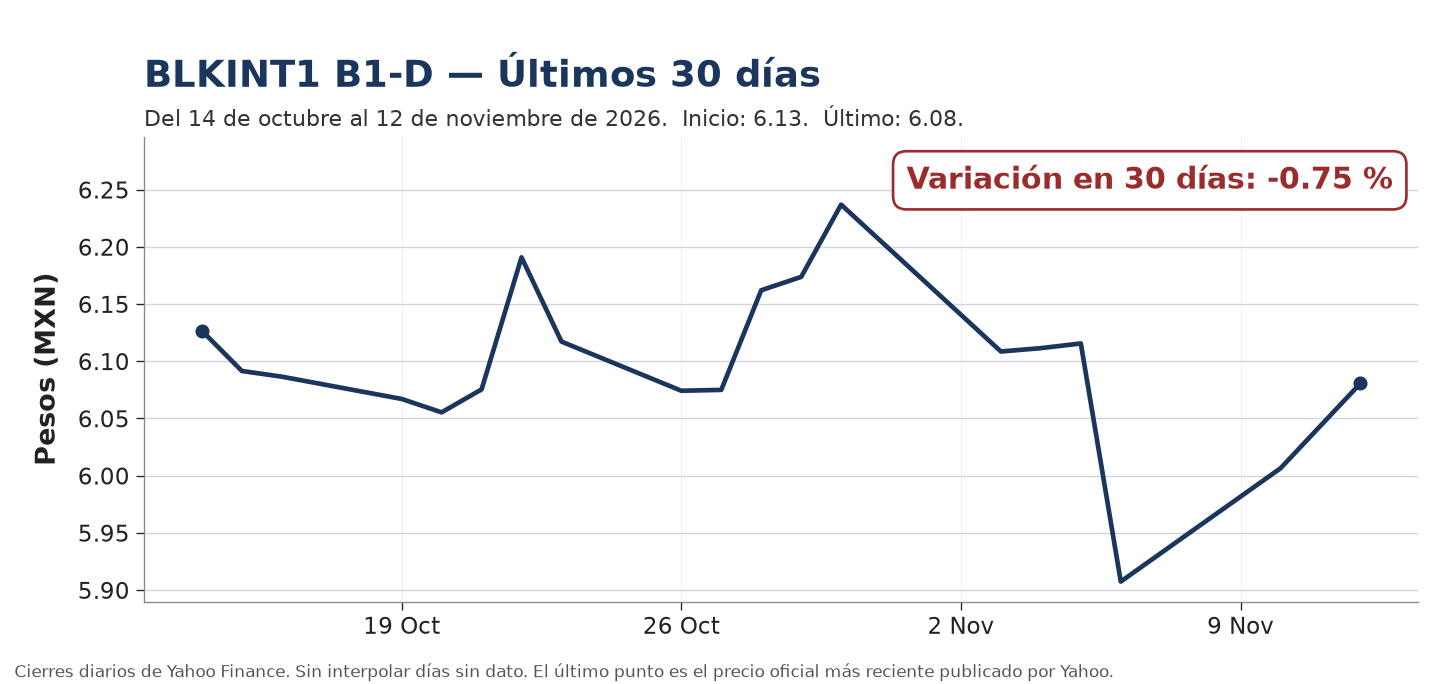 BLKINT1 B1-D — Últimos 30 días
Del 14 de octubre al 12 de noviembre de 2026.  Inicio: 6.13.  Último: 6.08.
Variación en 30 días: -0.75 %
Pesos (MXN)
6.25
6.20
6.15
6.10
6.05
6.00
5.95
5.90
19 Oct
26 Oct
2 Nov
9 Nov
Cierres diarios de Yahoo Finance. Sin interpolar días sin dato. El último punto es el precio oficial más reciente publicado por Yahoo.